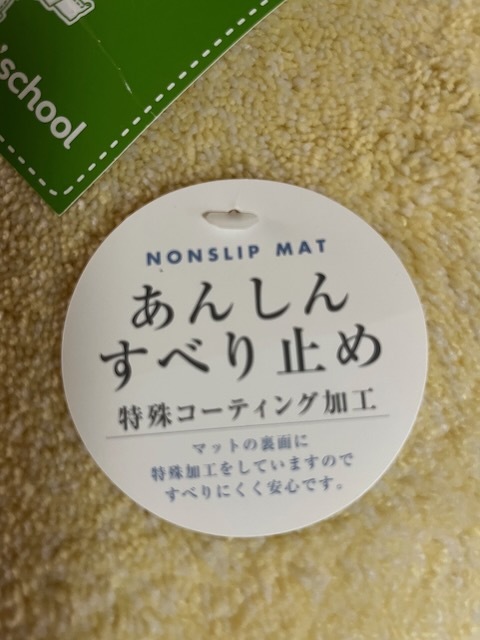 'school
NONSLIP MAT
あんしん
すべり止め
特殊コーティング加工
マットの裏面に
特殊加工をしていますので
すべりにくく安心です。